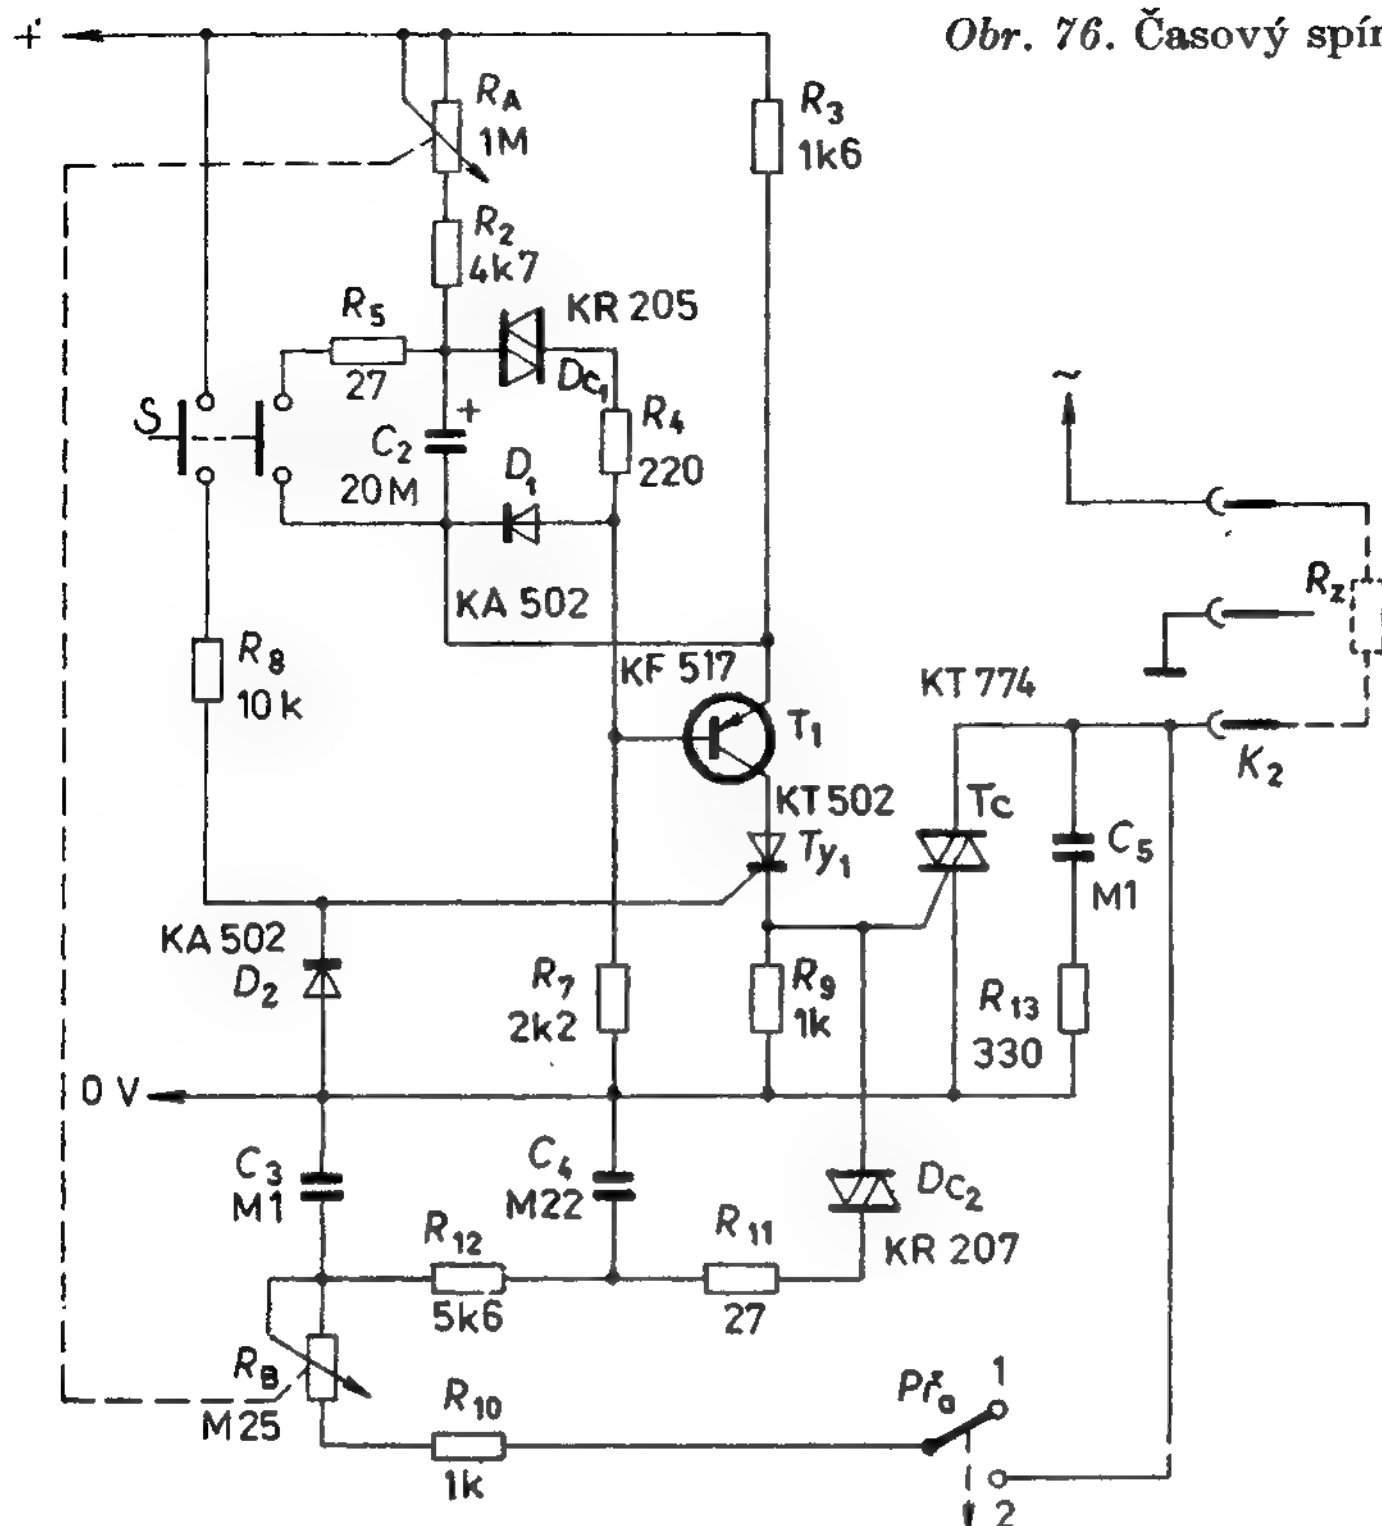 +
Obr. 76. Časový spín
R_A
1M
R_3
1k6
R_2
4k7
R_5
27
KR 205
Dc_1
S
C_2
+
20M
R_4
220
D_1
KA 502
~
R_z
R_8
10k
KF 517
T_1
KT 774
K_2
KT 502
Ty_1
Tc
C_5
M1
KA 502
D_2
R_7
2k2
R_9
1k
R_13
330
0 V
C_3
M1
C_4
M22
Dc_2
KR 207
R_12
5k6
R_11
27
R_B
M25
R_10
1k
Př_a
1
2